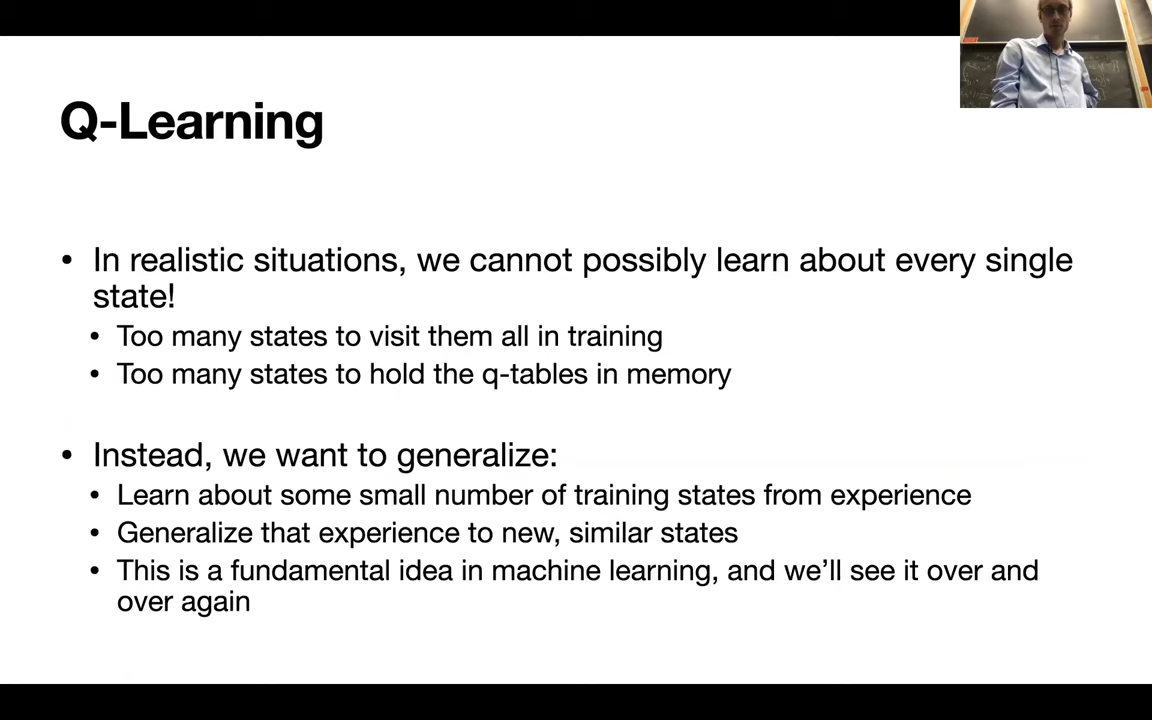 Q-Learning
• In realistic situations, we cannot possibly learn about every single
state!
• Too many states to visit them all in training
• Too many states to hold the q-tables in memory
• Instead, we want to generalize:
• Learn about some small number of training states from experience
• Generalize that experience to new, similar states
• This is a fundamental idea in machine learning, and we’ll see it over and
over again